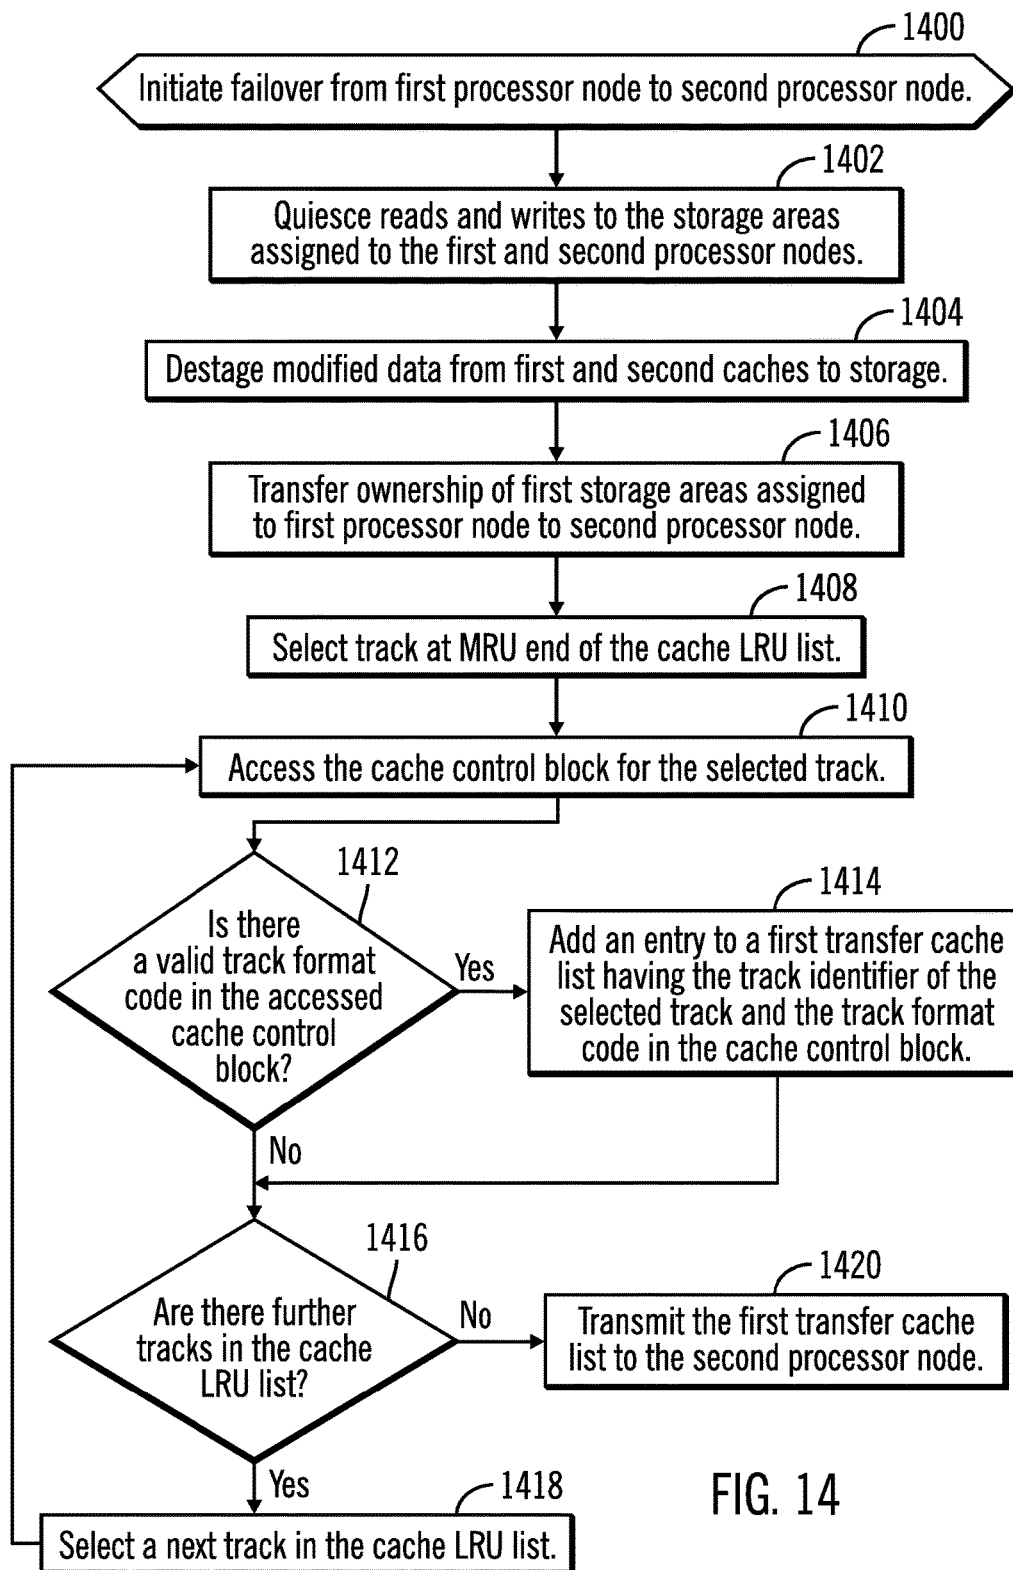 1400
Initiate failover from first processor node to second processor node.
1402
Quiesce reads and writes to the storage areas
assigned to the first and second processor nodes.
1404
Destage modified data from first and second caches to storage.
1406
Transfer ownership of first storage areas assigned
to first processor node to second processor node.
1408
Select track at MRU end of the cache LRU list.
1410
Access the cache control block for the selected track.
1412
Is there
a valid track format
code in the accessed
cache control
block?
Yes
1414
Add an entry to a first transfer cache
list having the track identifier of the
selected track and the track format
code in the cache control block.
No
1416
Are there further
tracks in the cache
LRU list?
No
1420
Transmit the first transfer cache
list to the second processor node.
Yes
1418
Select a next track in the cache LRU list.
FIG. 14